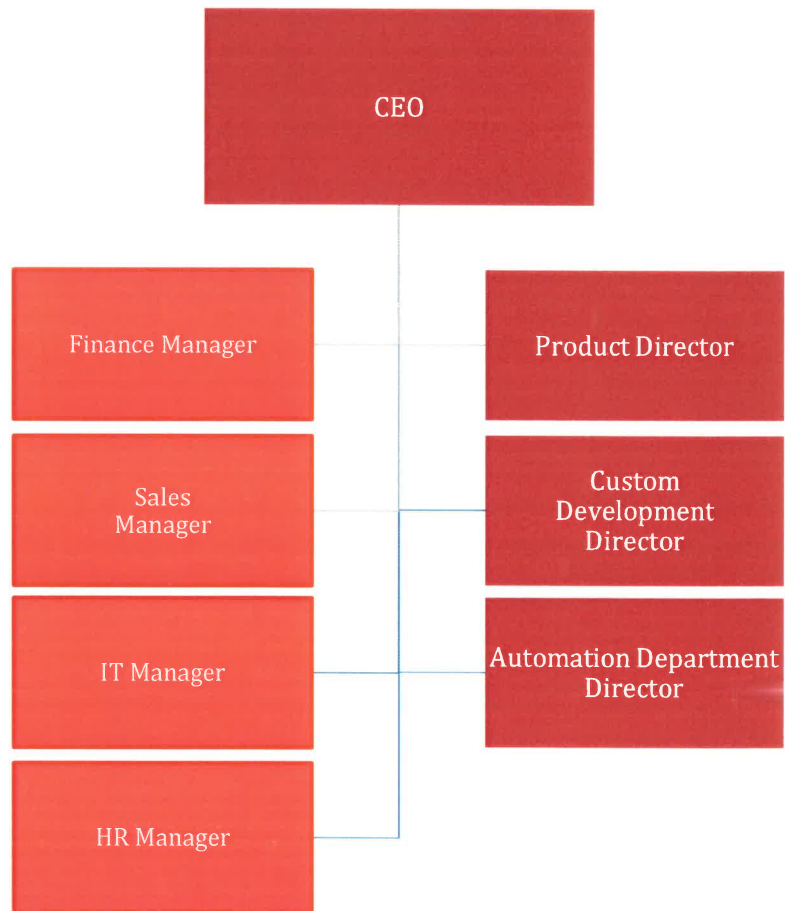 CEO
Finance Manager
Product Director
Sales
Manager
Custom
Development
Director
IT Manager
Automation Department
Director
HR Manager